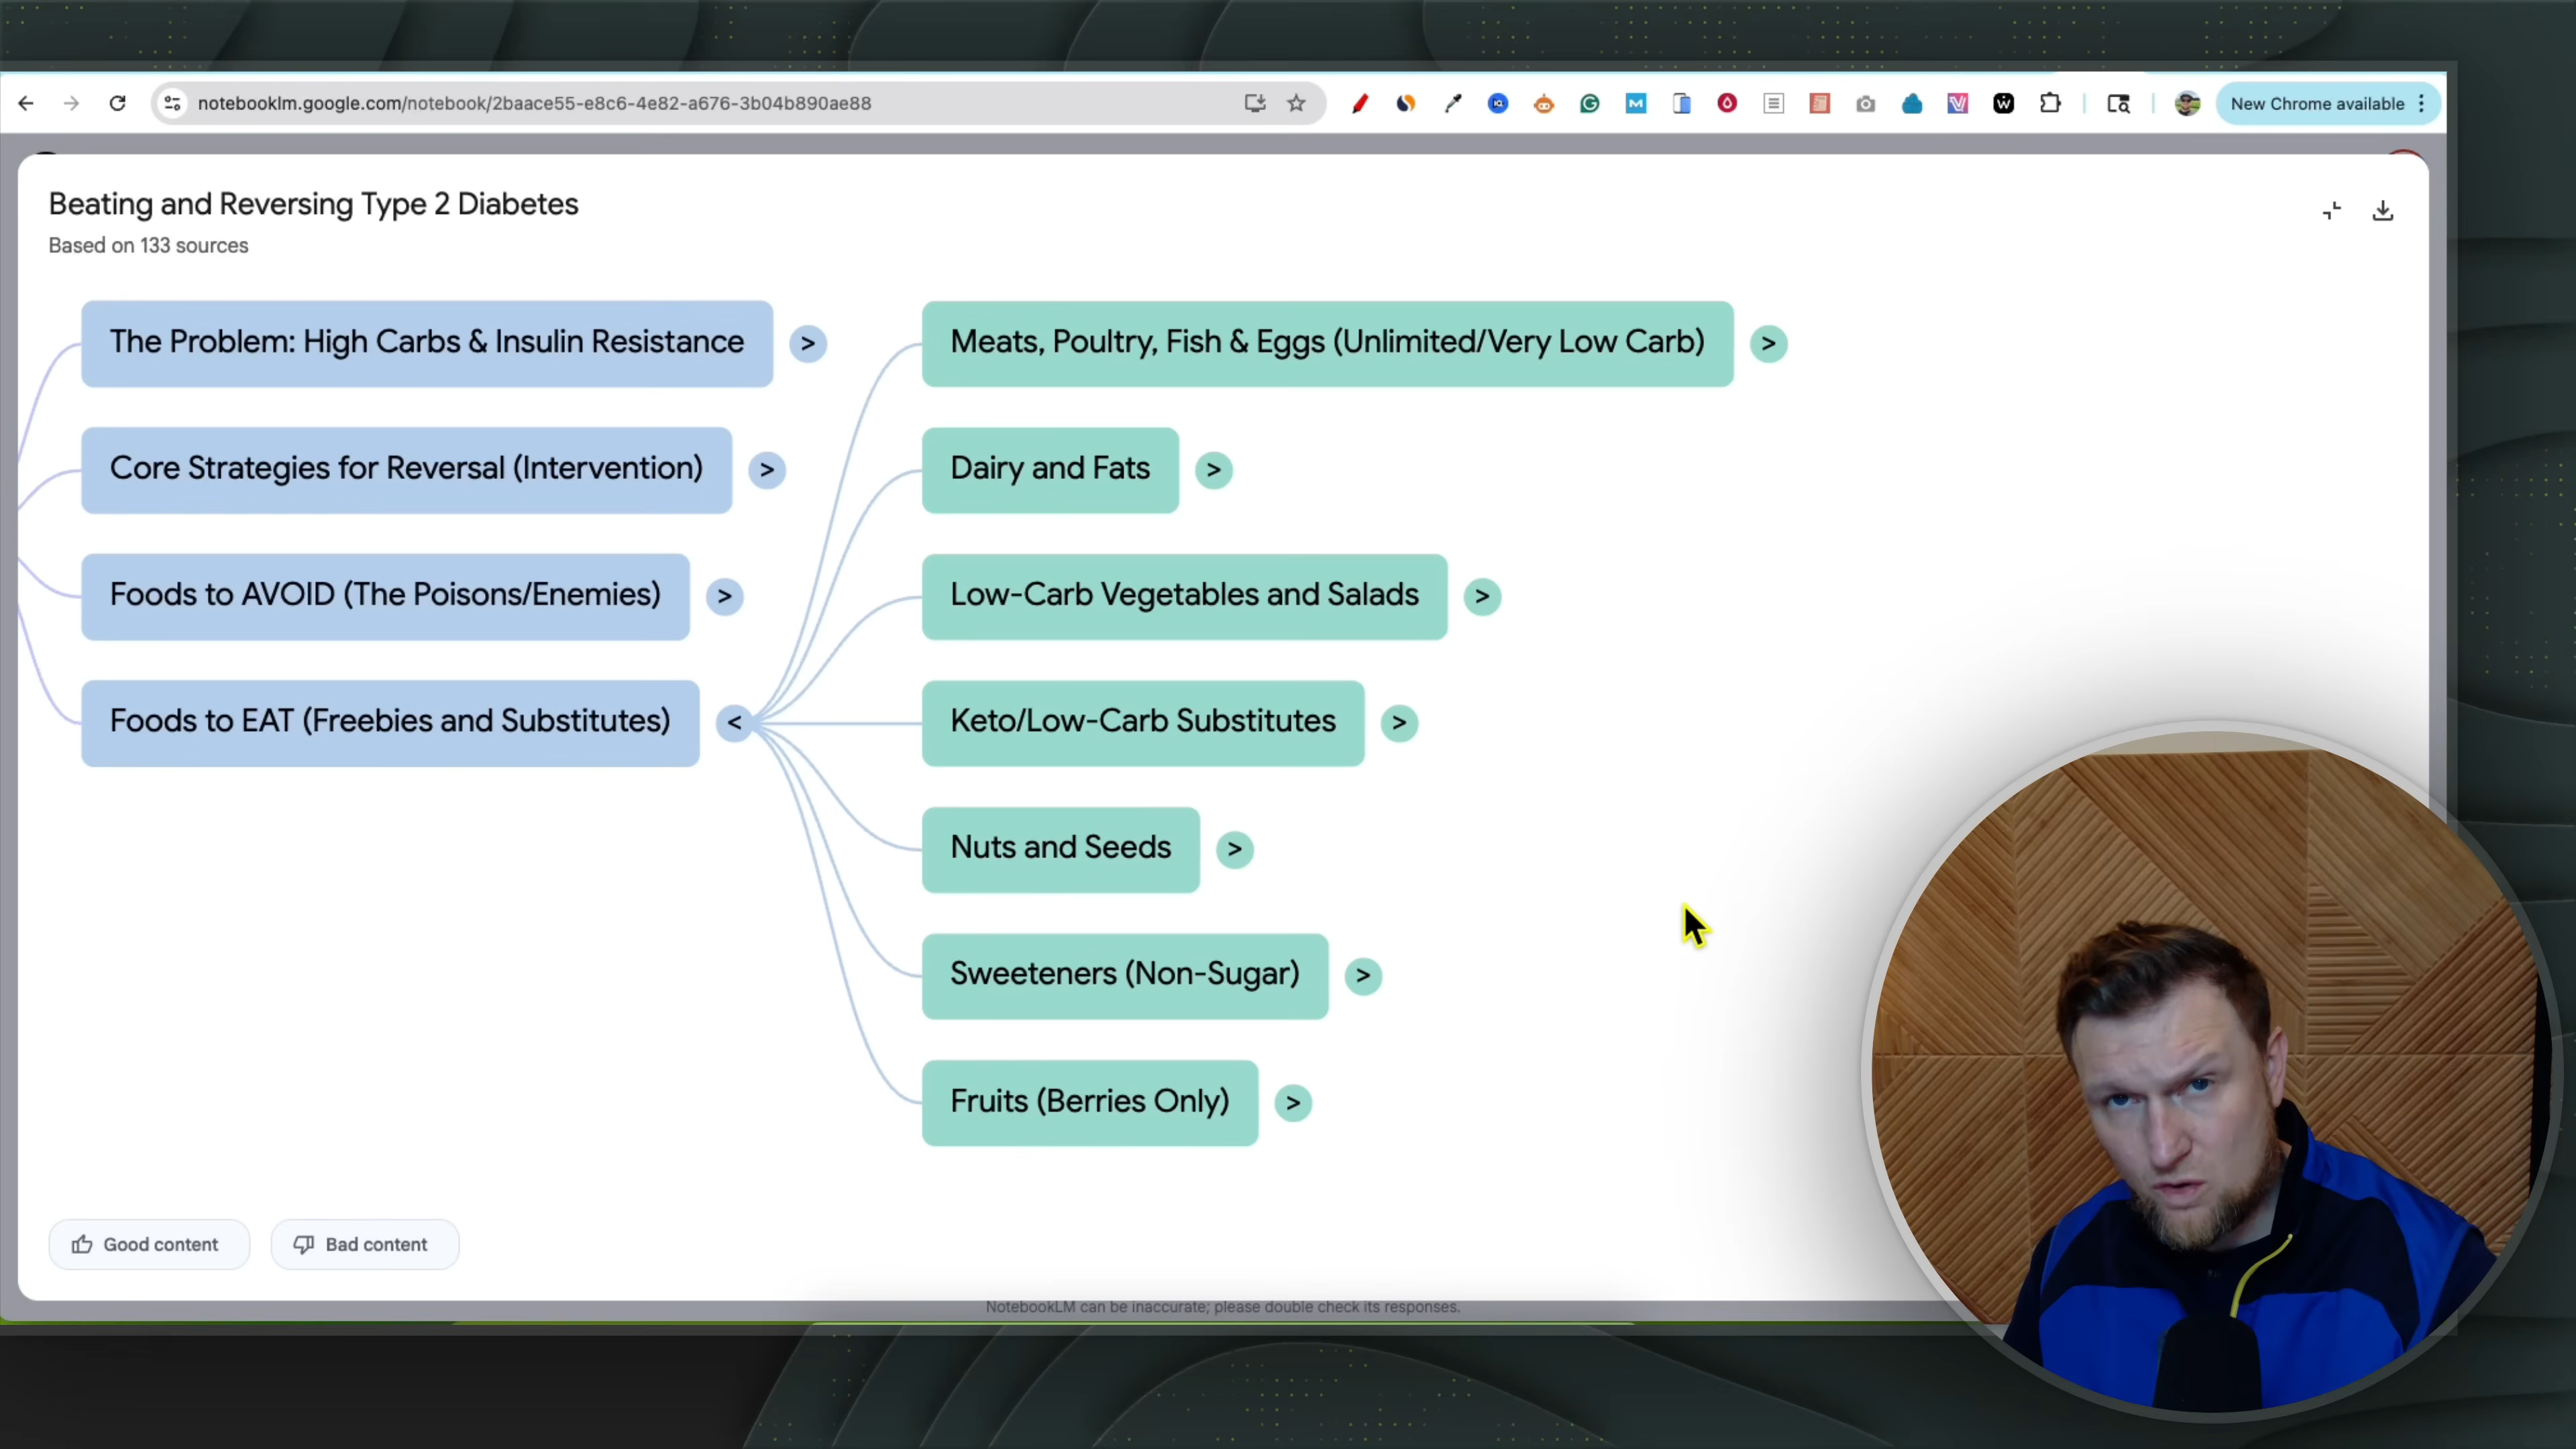 notebooklm.google.com/notebook/2baace55-e8c6-4e82-a676-3b04b890ae88
New Chrome available
Beating and Reversing Type 2 Diabetes
Based on 133 sources
The Problem: High Carbs & Insulin Resistance >
Core Strategies for Reversal (Intervention) >
Foods to AVOID (The Poisons/Enemies) >
Foods to EAT (Freebies and Substitutes) <
Meats, Poultry, Fish & Eggs (Unlimited/Very Low Carb) >
Dairy and Fats >
Low-Carb Vegetables and Salads >
Keto/Low-Carb Substitutes >
Nuts and Seeds >
Sweeteners (Non-Sugar) >
Fruits (Berries Only) >
Good content
Bad content
NotebookLM can be inaccurate; please double check its responses.